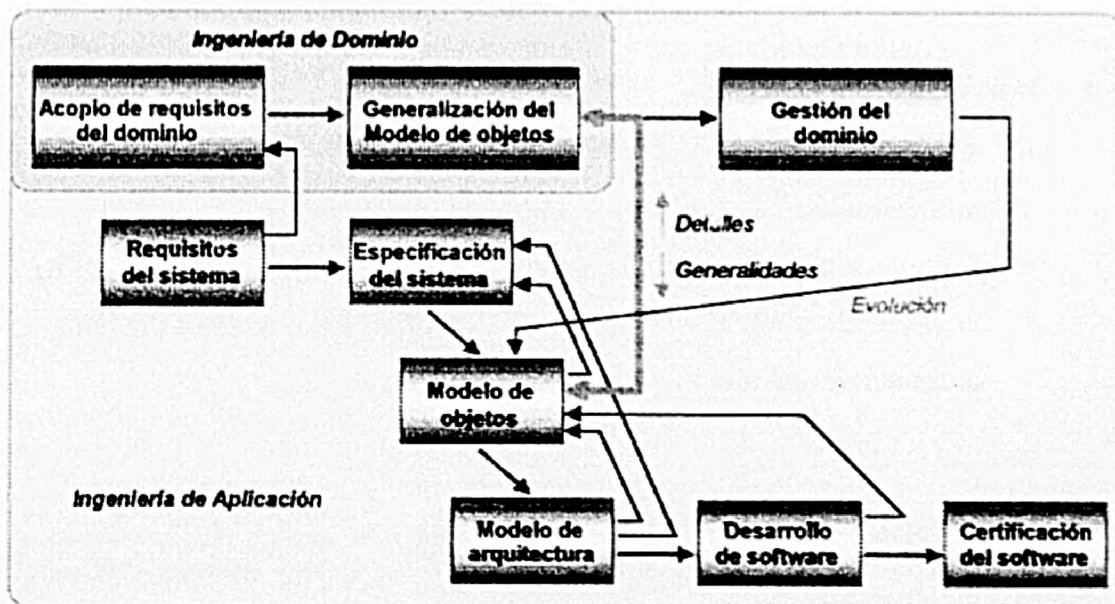 Ingeniería de Dominio
Acopio de requisitos
del dominio
Generalización del
Modelo de objetos
Gestión del
dominio
Requisitos
del sistema
Especificación
del sistema
Detalles
Generalidades
Evolución
Modelo de
objetos
Ingeniería de Aplicación
Modelo de
arquitectura
Desarrollo
de software
Certificación
del software